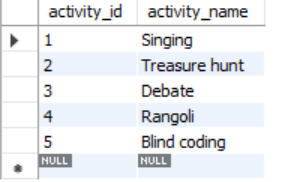 activity_id activity_name
1 Singing
2 Treasure hunt
3 Debate
4 Rangoli
5 Blind coding
NULL NULL